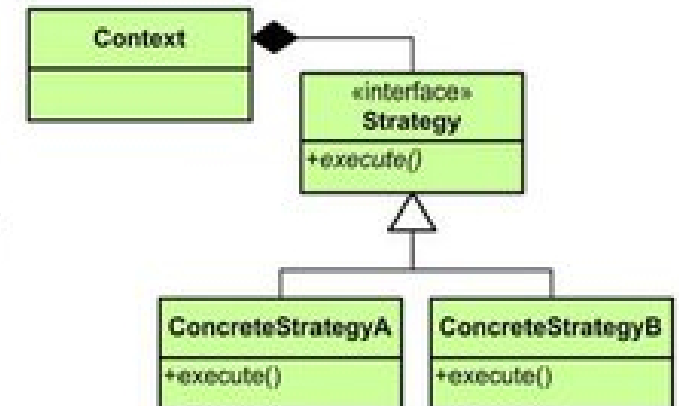 Context
«interface»
Strategy
+execute()
ConcreteStrategyA
+execute()
ConcreteStrategyB
+execute()